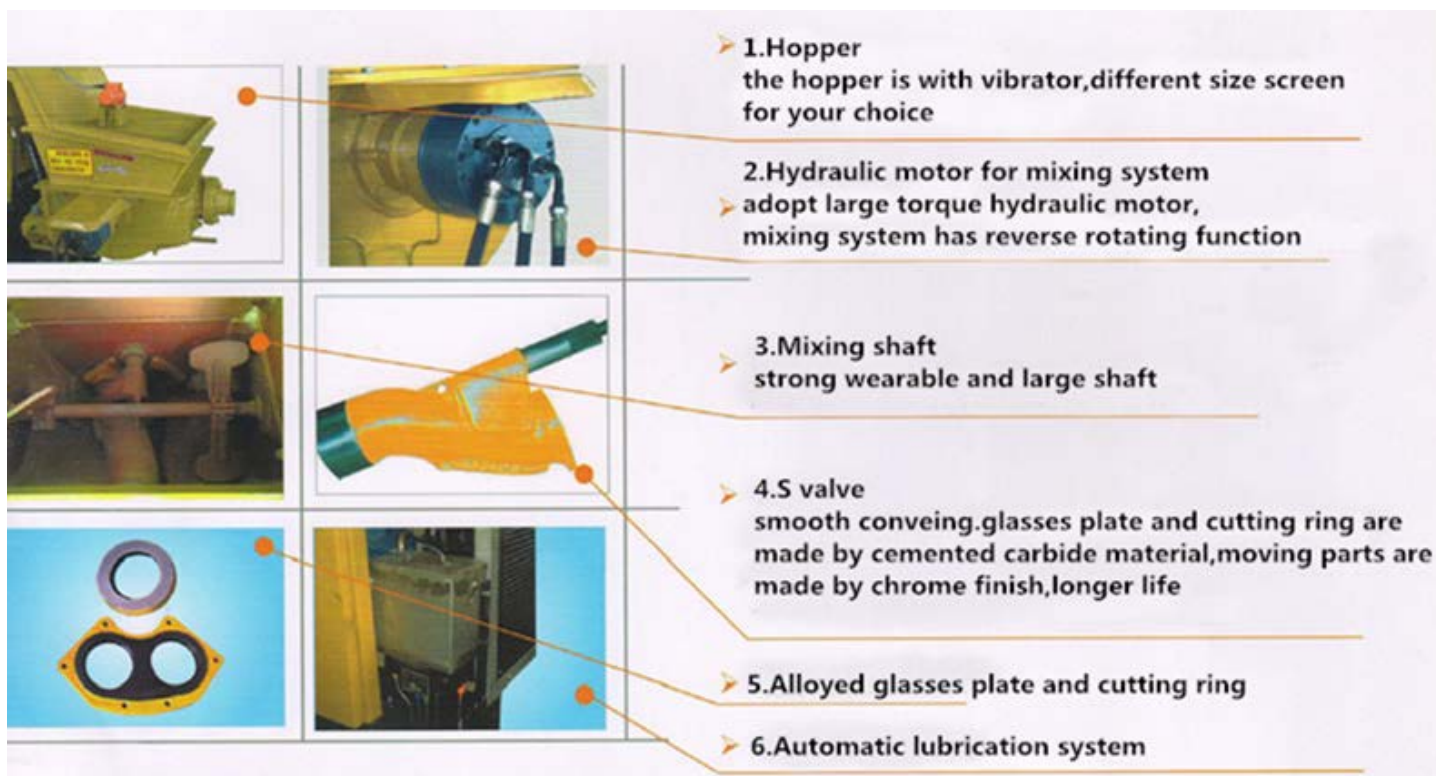 1.Hopper
the hopper is with vibrator,different size screen
for your choice
2.Hydraulic motor for mixing system
adopt large torque hydraulic motor,
mixing system has reverse rotating function
3.Mixing shaft
strong wearable and large shaft
4.S valve
smooth conveing.glasses plate and cutting ring are
made by cemented carbide material,moving parts are
made by chrome finish,longer life
5.Alloyed glasses plate and cutting ring
6.Automatic lubrication system